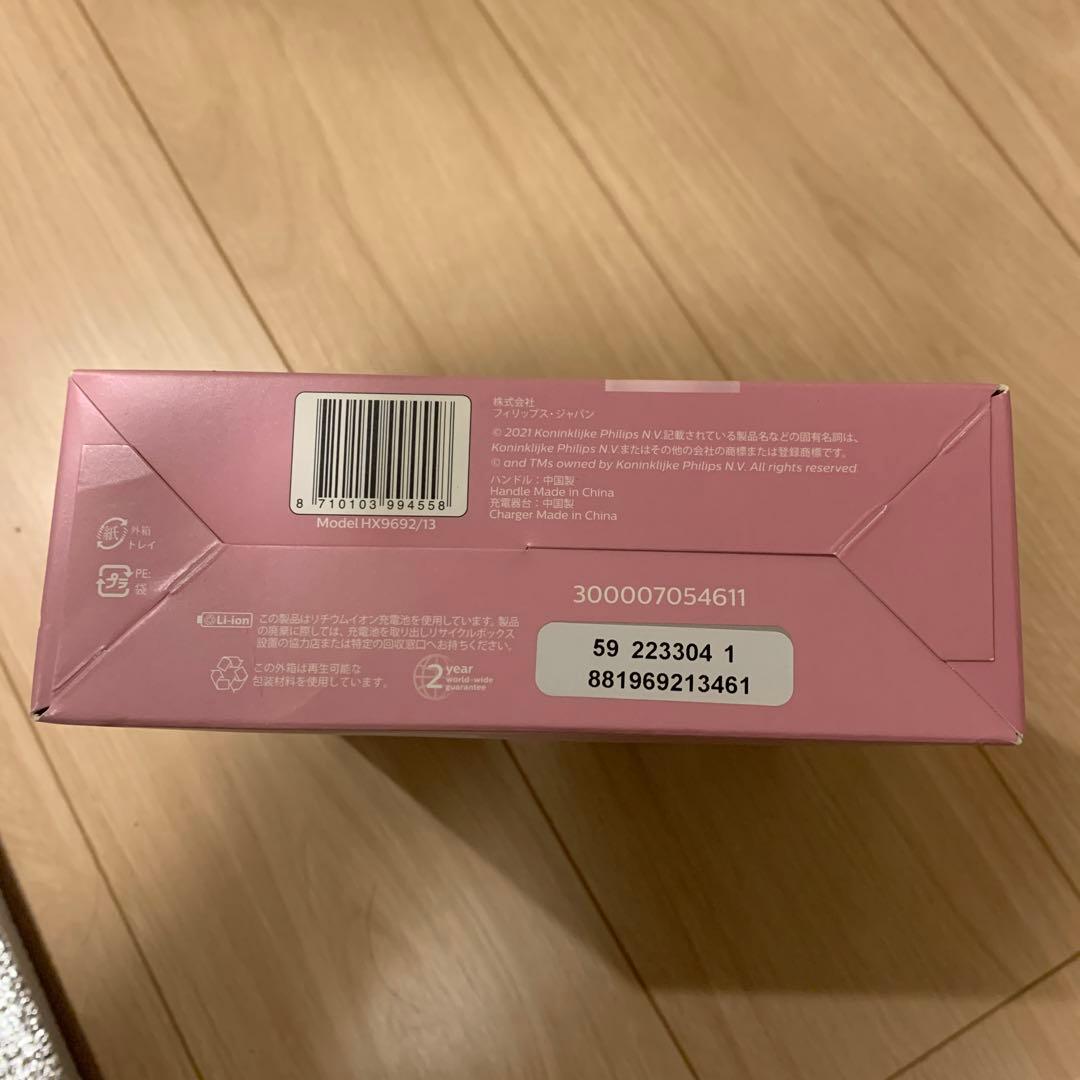 8 710103 994558
Model HX9692/13
株式会社
フィリップス・ジャパン
© 2021 Koninklijke Philips N.V.記載されている製品名などの固有名詞は、
Koninklijke Philips N.V.またはその他の会社の商標または登録商標です。
© and TMs owned by Koninklijke Philips N.V. All rights reserved
ハンドル：中国製
Handle Made in China
充電器台：中国製
Charger Made in China
紙
外箱
トレイ
プラ
PE:
袋
300007054611
Li-ion
この製品はリチウムイオン充電池を使用しています。製品
の廃棄に際しては、充電池を取り出しリサイクルボックス
設置の協力店または特定の回収窓口へお持ちください。
この外箱は再生可能な
包装材料を使用しています。
2 year
world-wide
guarantee
59 223304 1
881969213461